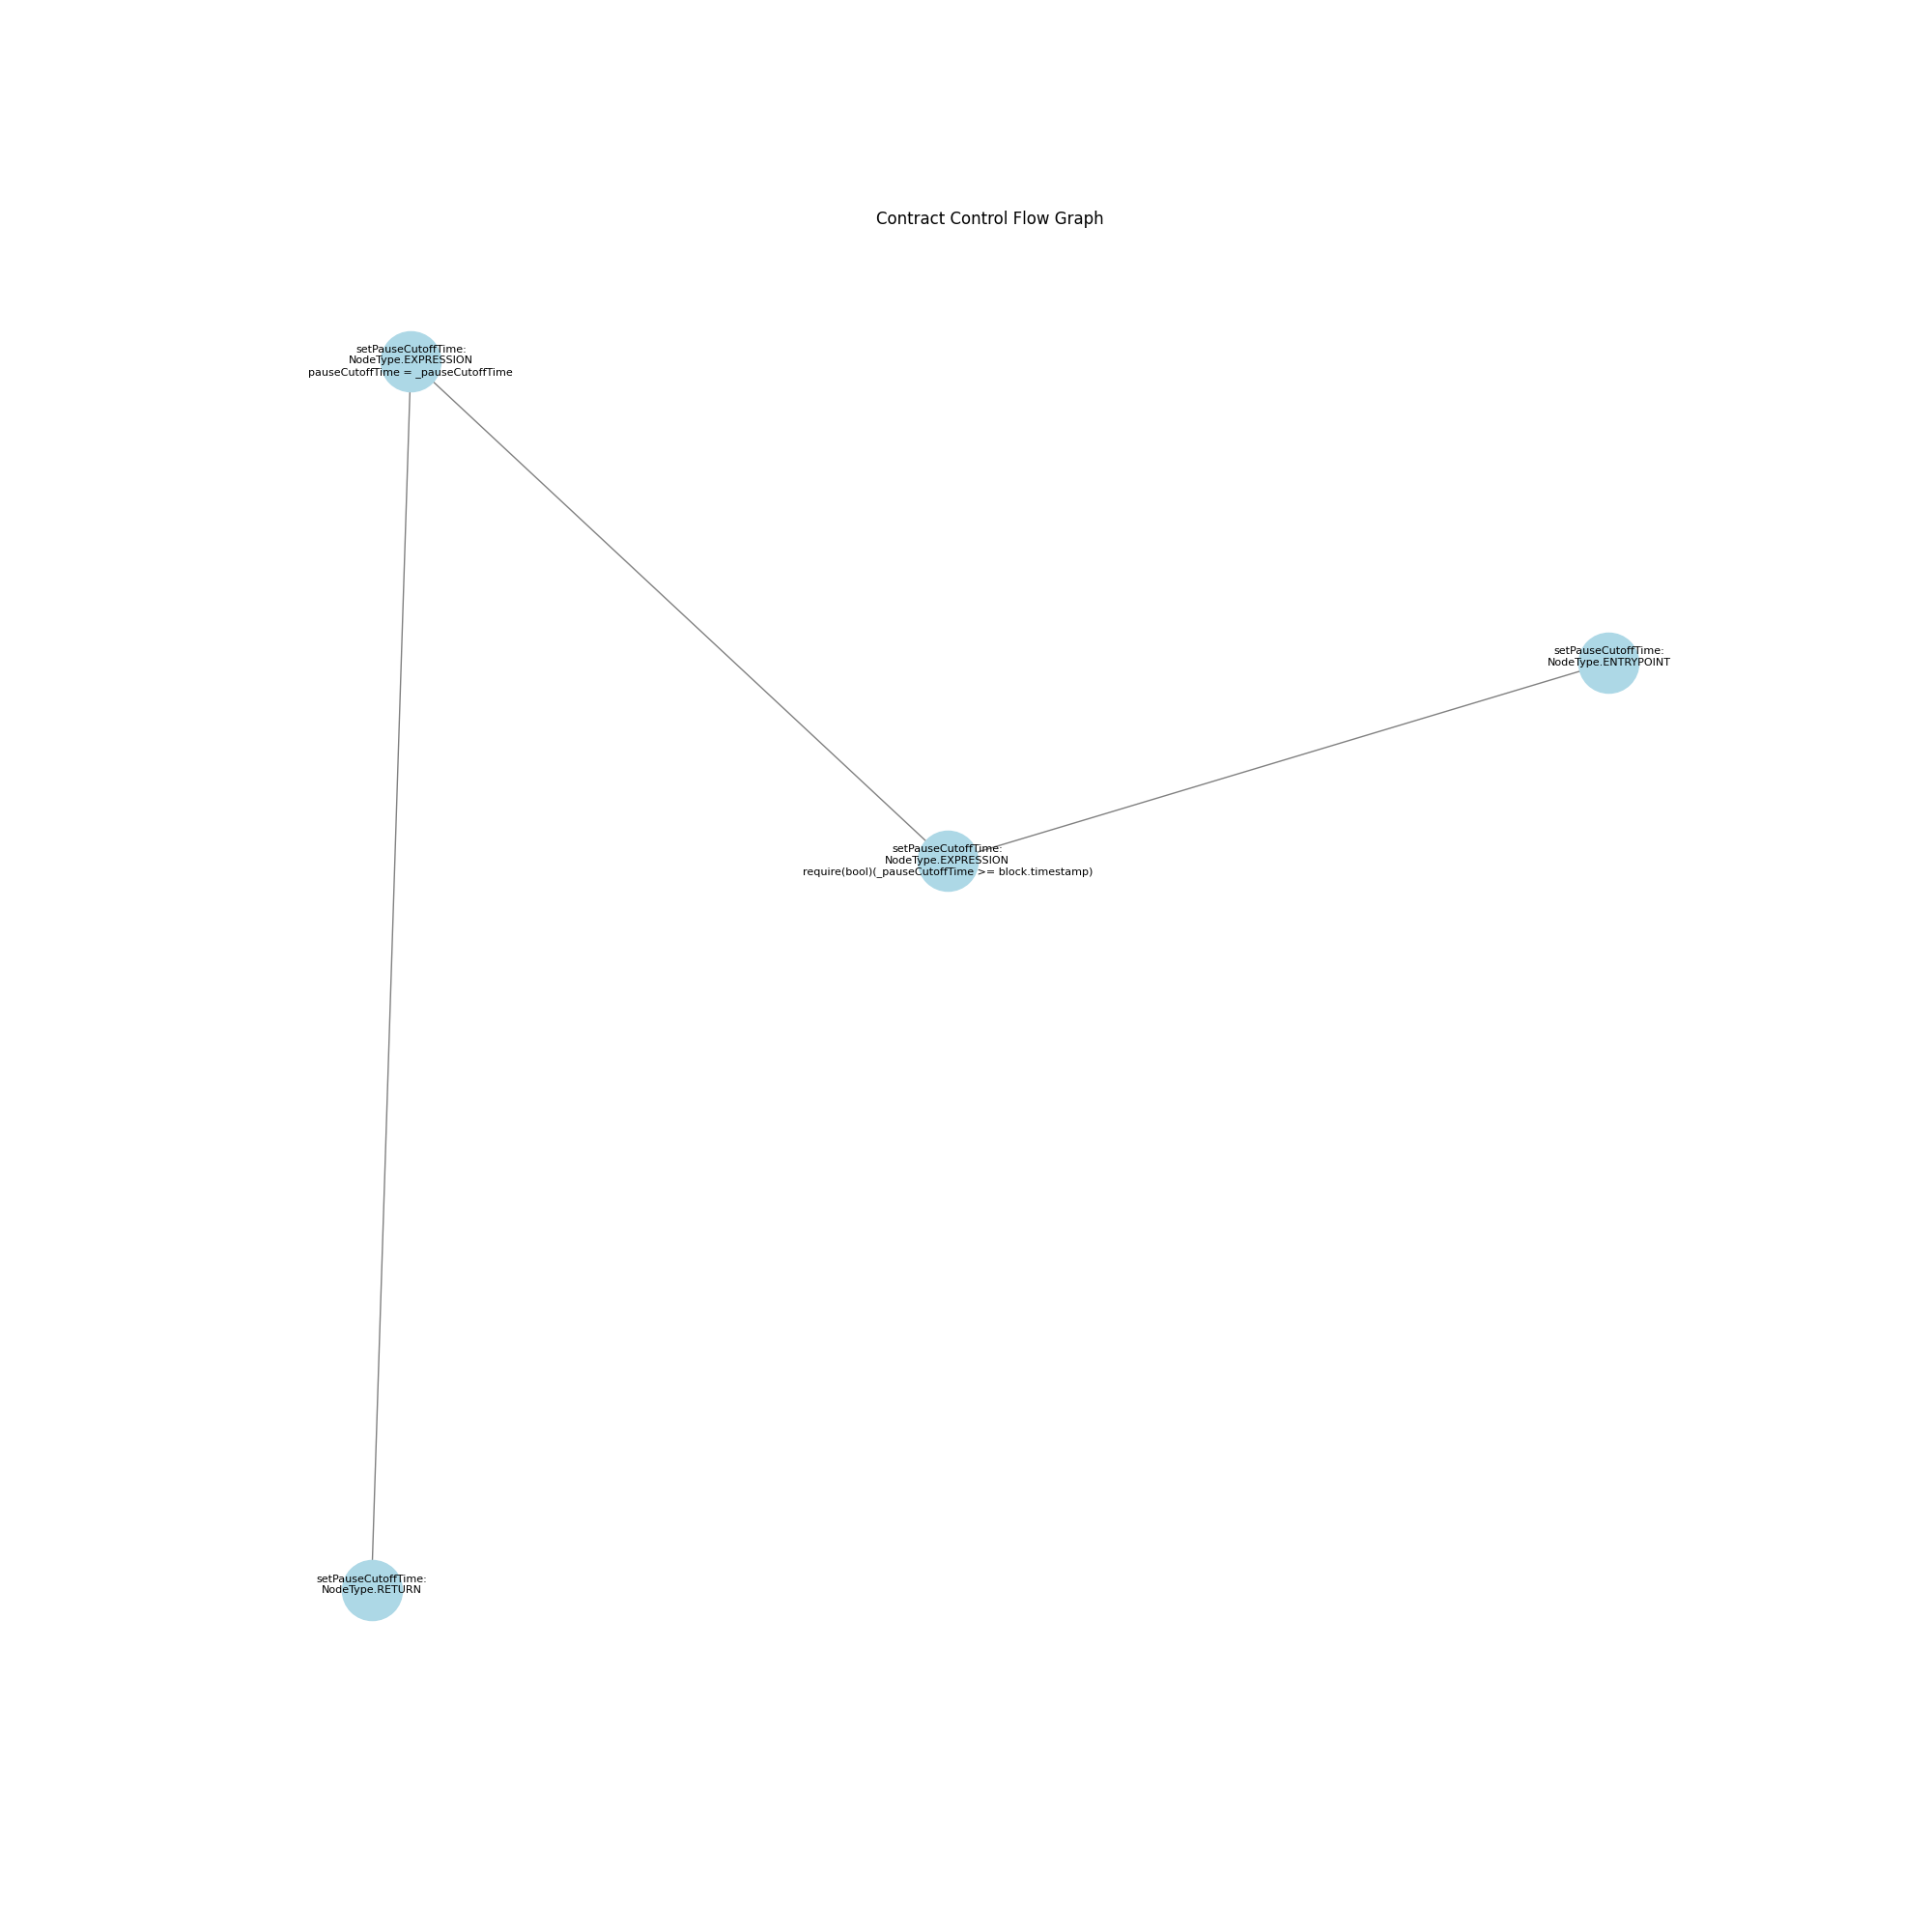 Contract Control Flow Graph
setPauseCutoffTime:
NodeType.EXPRESSION
pauseCutoffTime = _pauseCutoffTime
setPauseCutoffTime:
NodeType.ENTRYPOINT
setPauseCutoffTime:
NodeType.EXPRESSION
require(bool)(_pauseCutoffTime >= block.timestamp)
setPauseCutoffTime:
NodeType.RETURN